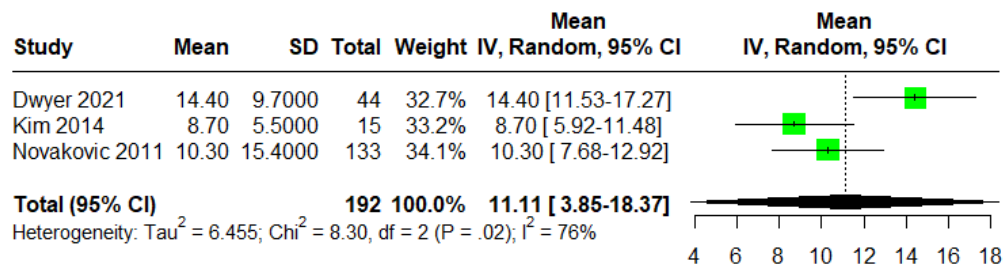 Mean Mean
Study Mean SD Total Weight IV, Random, 95% CI IV, Random, 95% CI
Dwyer 2021 14.40 9.7000 44 32.7% 14.40 [11.53-17.27]
Kim 2014 8.70 5.5000 15 33.2% 8.70 [ 5.92-11.48]
Novakovic 2011 10.30 15.4000 133 34.1% 10.30 [ 7.68-12.92]
Total (95% CI) 192 100.0% 11.11 [ 3.85-18.37]
Heterogeneity: Tau² = 6.455; Chi² = 8.30, df = 2 (P = .02); I² = 76%
4 6 8 10 12 14 16 18